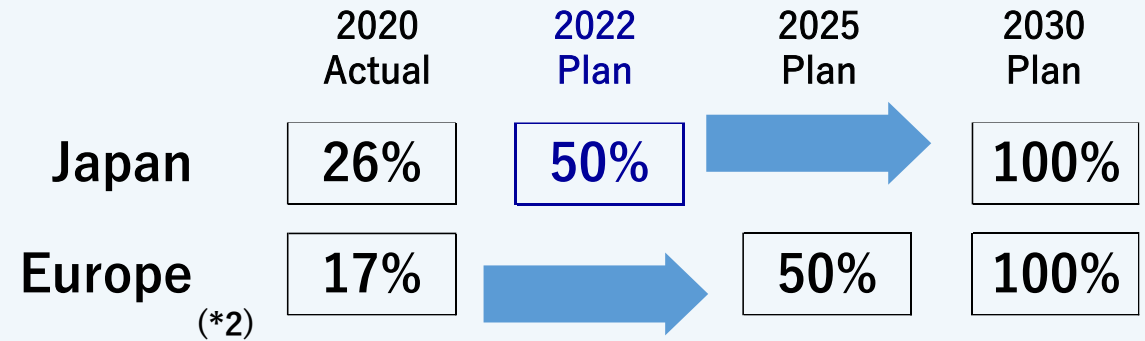 2020 2022 2025 2030
Actual Plan Plan Plan
Japan 26% 50% 100%
Europe 17% 50% 100%
(*2)